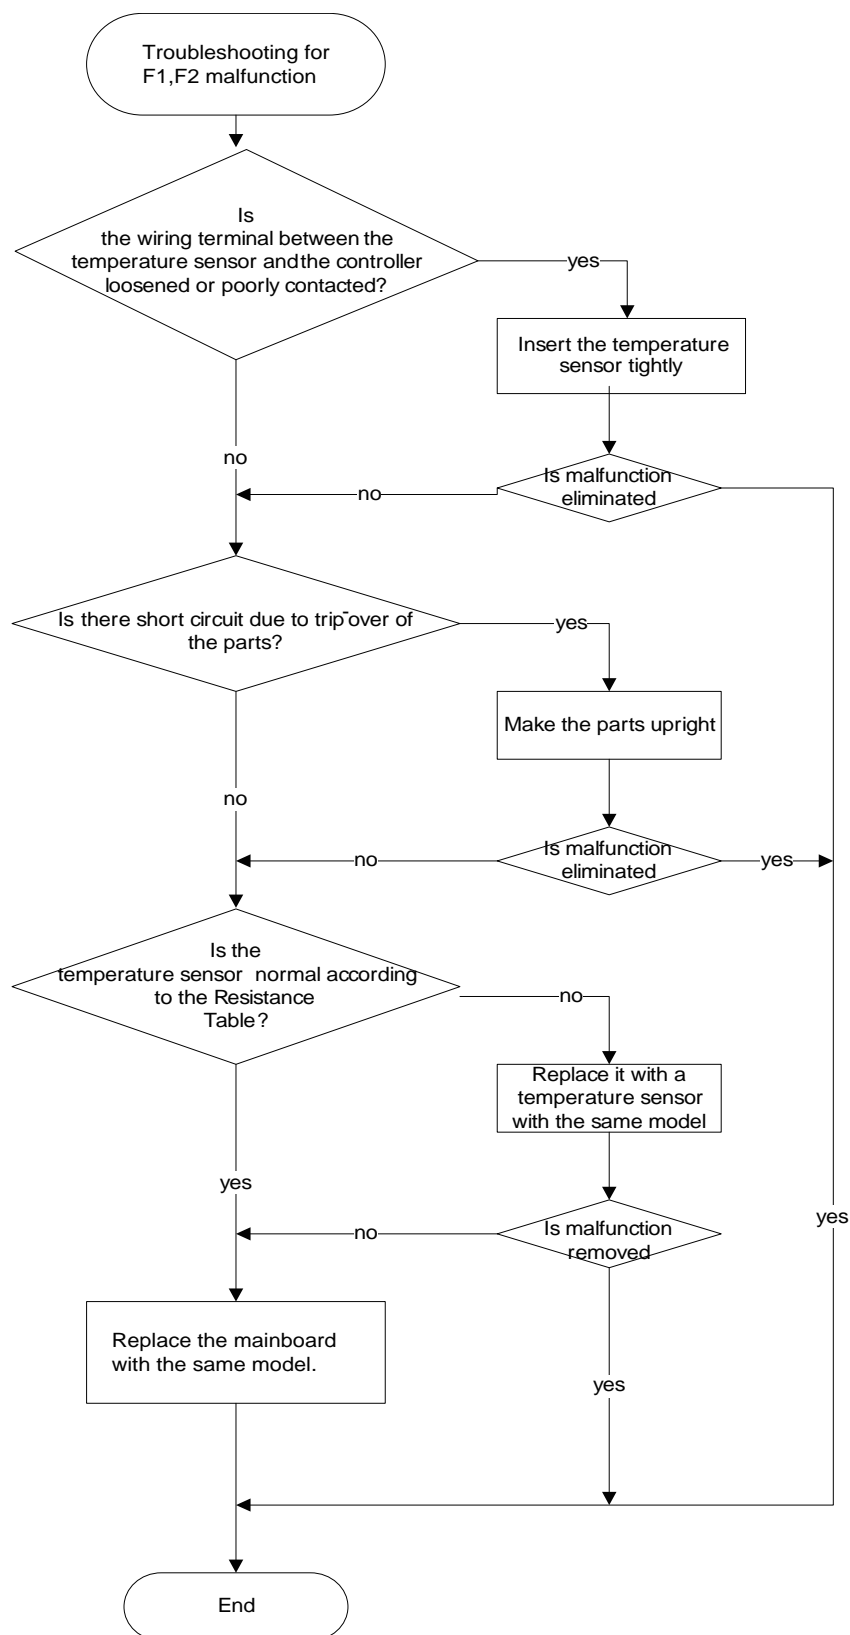 Troubleshooting for
F1,F2 malfunction
Is
the wiring terminal between the
temperature sensor and the controller
loosened or poorly contacted?
yes
Insert the temperature
sensor tightly
no
Is malfunction
eliminated
no
Is there short circuit due to trip-over of
the parts?
yes
Make the parts upright
no
Is malfunction
eliminated
no
yes
Is the
temperature sensor normal according
to the Resistance
Table?
no
Replace it with a
temperature sensor
with the same model
yes
Is malfunction
removed
no
yes
Replace the mainboard
with the same model.
yes
End